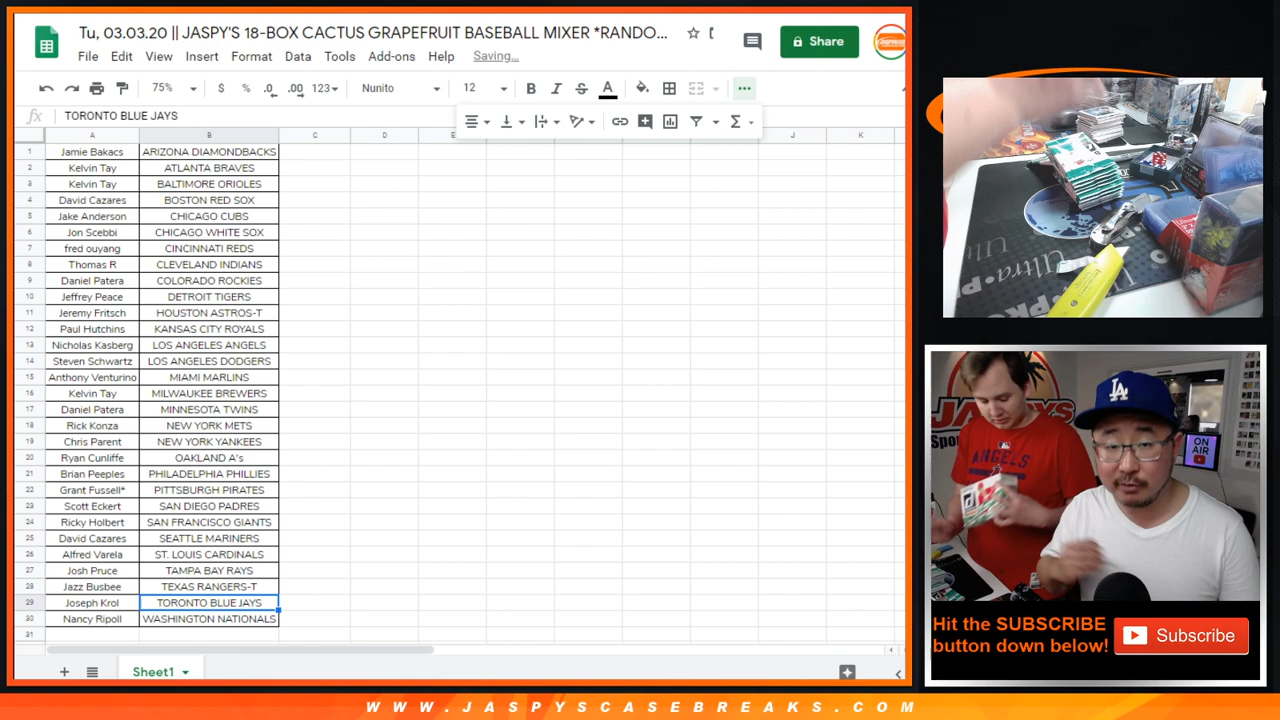 Tu, 03.03.20 || JASPY'S 18-BOX CACTUS GRAPEFRUIT BASEBALL MIXER *RANDO...
Share
File Edit View Insert Format Data Tools Add-ons Help Saving...
75% $ % .0 .00 123 Nunito 12 B I S A
fx TORONTO BLUE JAYS
A B C D E J K
1 Jamie Bakacs ARIZONA DIAMONDBACKS
2 Kelvin Tay ATLANTA BRAVES
3 Kelvin Tay BALTIMORE ORIOLES
4 David Cazares BOSTON RED SOX
5 Jake Anderson CHICAGO CUBS
6 Jon Scebbi CHICAGO WHITE SOX
7 fred ouyang CINCINNATI REDS
8 Thomas R CLEVELAND INDIANS
9 Daniel Patera COLORADO ROCKIES
10 Jeffrey Peace DETROIT TIGERS
11 Jeremy Fritsch HOUSTON ASTROS-T
12 Paul Hutchins KANSAS CITY ROYALS
13 Nicholas Kasberg LOS ANGELES ANGELS
14 Steven Schwartz LOS ANGELES DODGERS
15 Anthony Venturino MIAMI MARLINS
16 Kelvin Tay MILWAUKEE BREWERS
17 Daniel Patera MINNESOTA TWINS
18 Rick Konza NEW YORK METS
19 Chris Parent NEW YORK YANKEES
20 Ryan Cunliffe OAKLAND A's
21 Brian Peeples PHILADELPHIA PHILLIES
22 Grant Fussell* PITTSBURGH PIRATES
23 Scott Eckert SAN DIEGO PADRES
24 Ricky Holbert SAN FRANCISCO GIANTS
25 David Cazares SEATTLE MARINERS
26 Alfred Varela ST. LOUIS CARDINALS
27 Josh Pruce TAMPA BAY RAYS
28 Jazz Busbee TEXAS RANGERS-T
29 Joseph Krol TORONTO BLUE JAYS
30 Nancy Ripoll WASHINGTON NATIONALS
31
Sheet1
Ultra PRO
JASPYS
ANGELS
LA
ON AIR
Hit the SUBSCRIBE
button down below!
Subscribe
WWW.JASPYSCASEBREAKS.COM